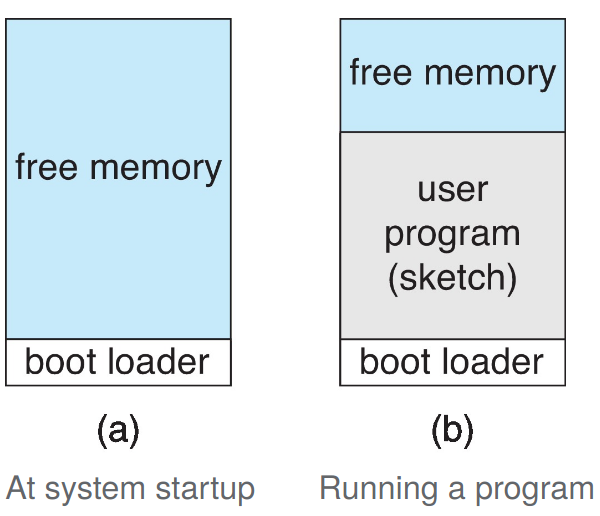 free memory
boot loader
(a)
At system startup
free memory
user
program
(sketch)
boot loader
(b)
Running a program